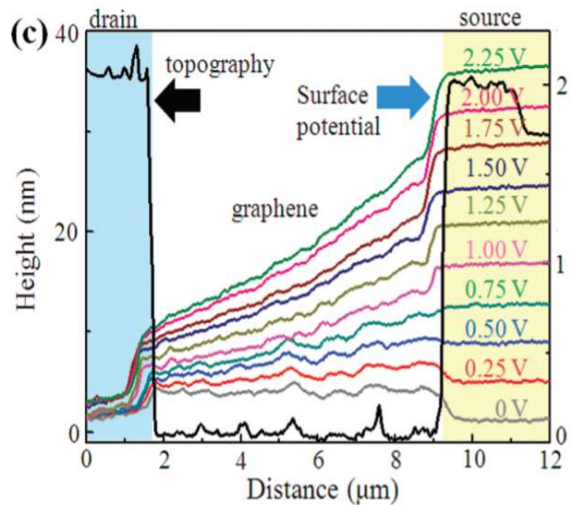 (c)
drain
source
40
20
0
Height (nm)
topography
Surface
potential
graphene
2.25 V
2.00 V
1.75 V
1.50 V
1.25 V
1.00 V
0.75 V
0.50 V
0.25 V
0 V
2
1
0
0 2 4 6 8 10 12
Distance (μm)